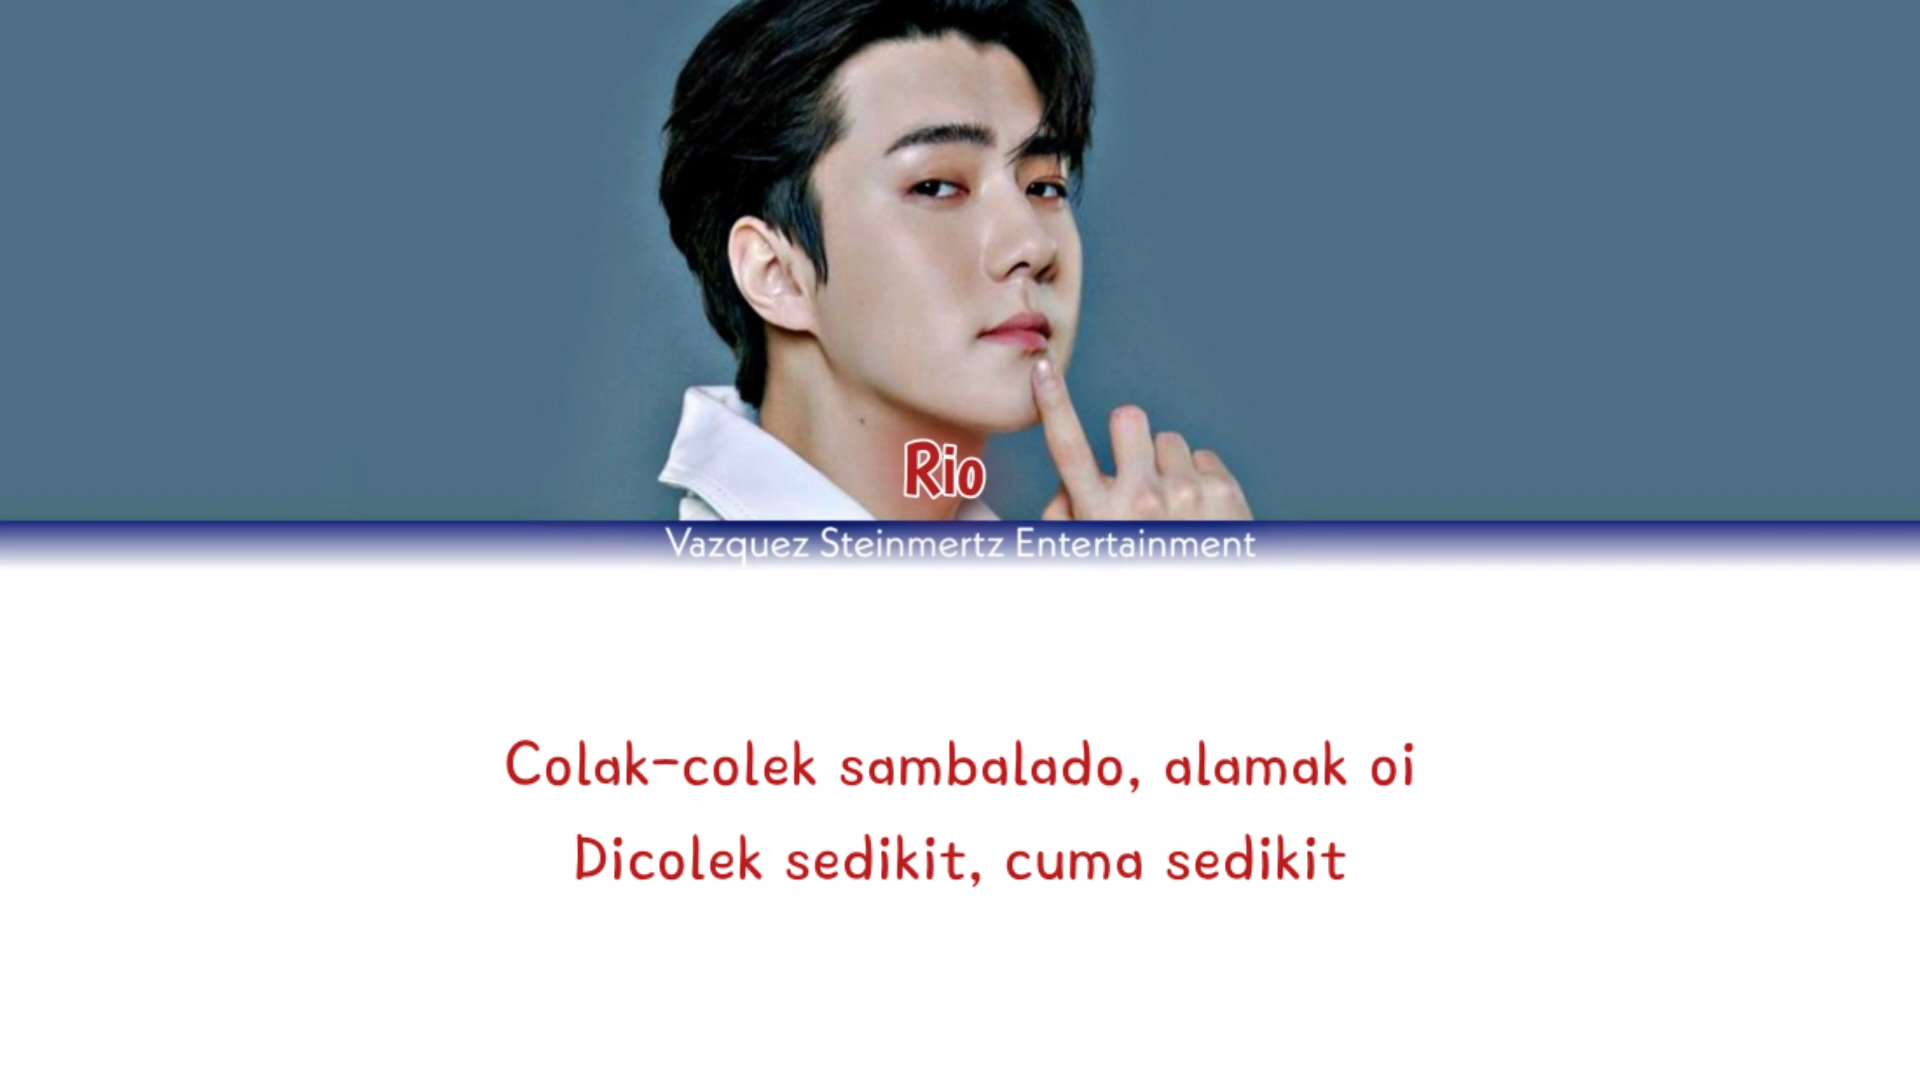 Rio
Vazquez Steinmertz Entertainment
Colak-colek sambalado, alamak oi
Dicolek sedikit, cuma sedikit